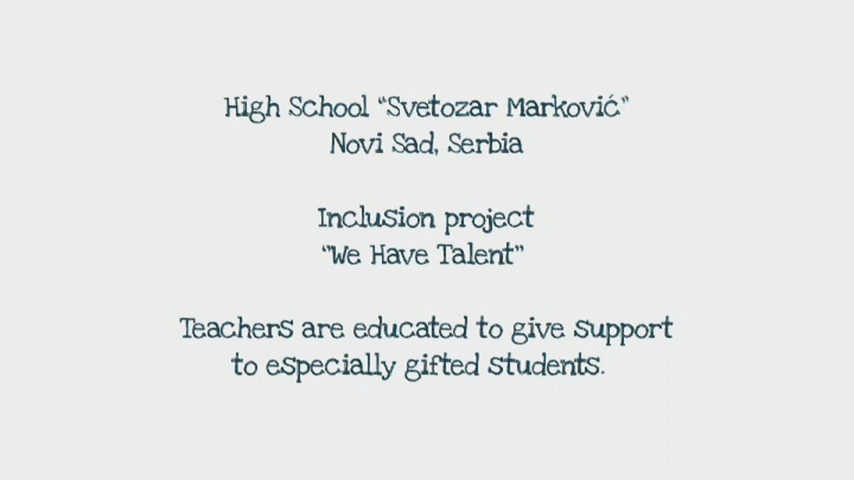 High School “Svetozar Marković”
Novi Sad, Serbia
Inclusion project
“We Have Talent”
Teachers are educated to give support
to especially gifted students.